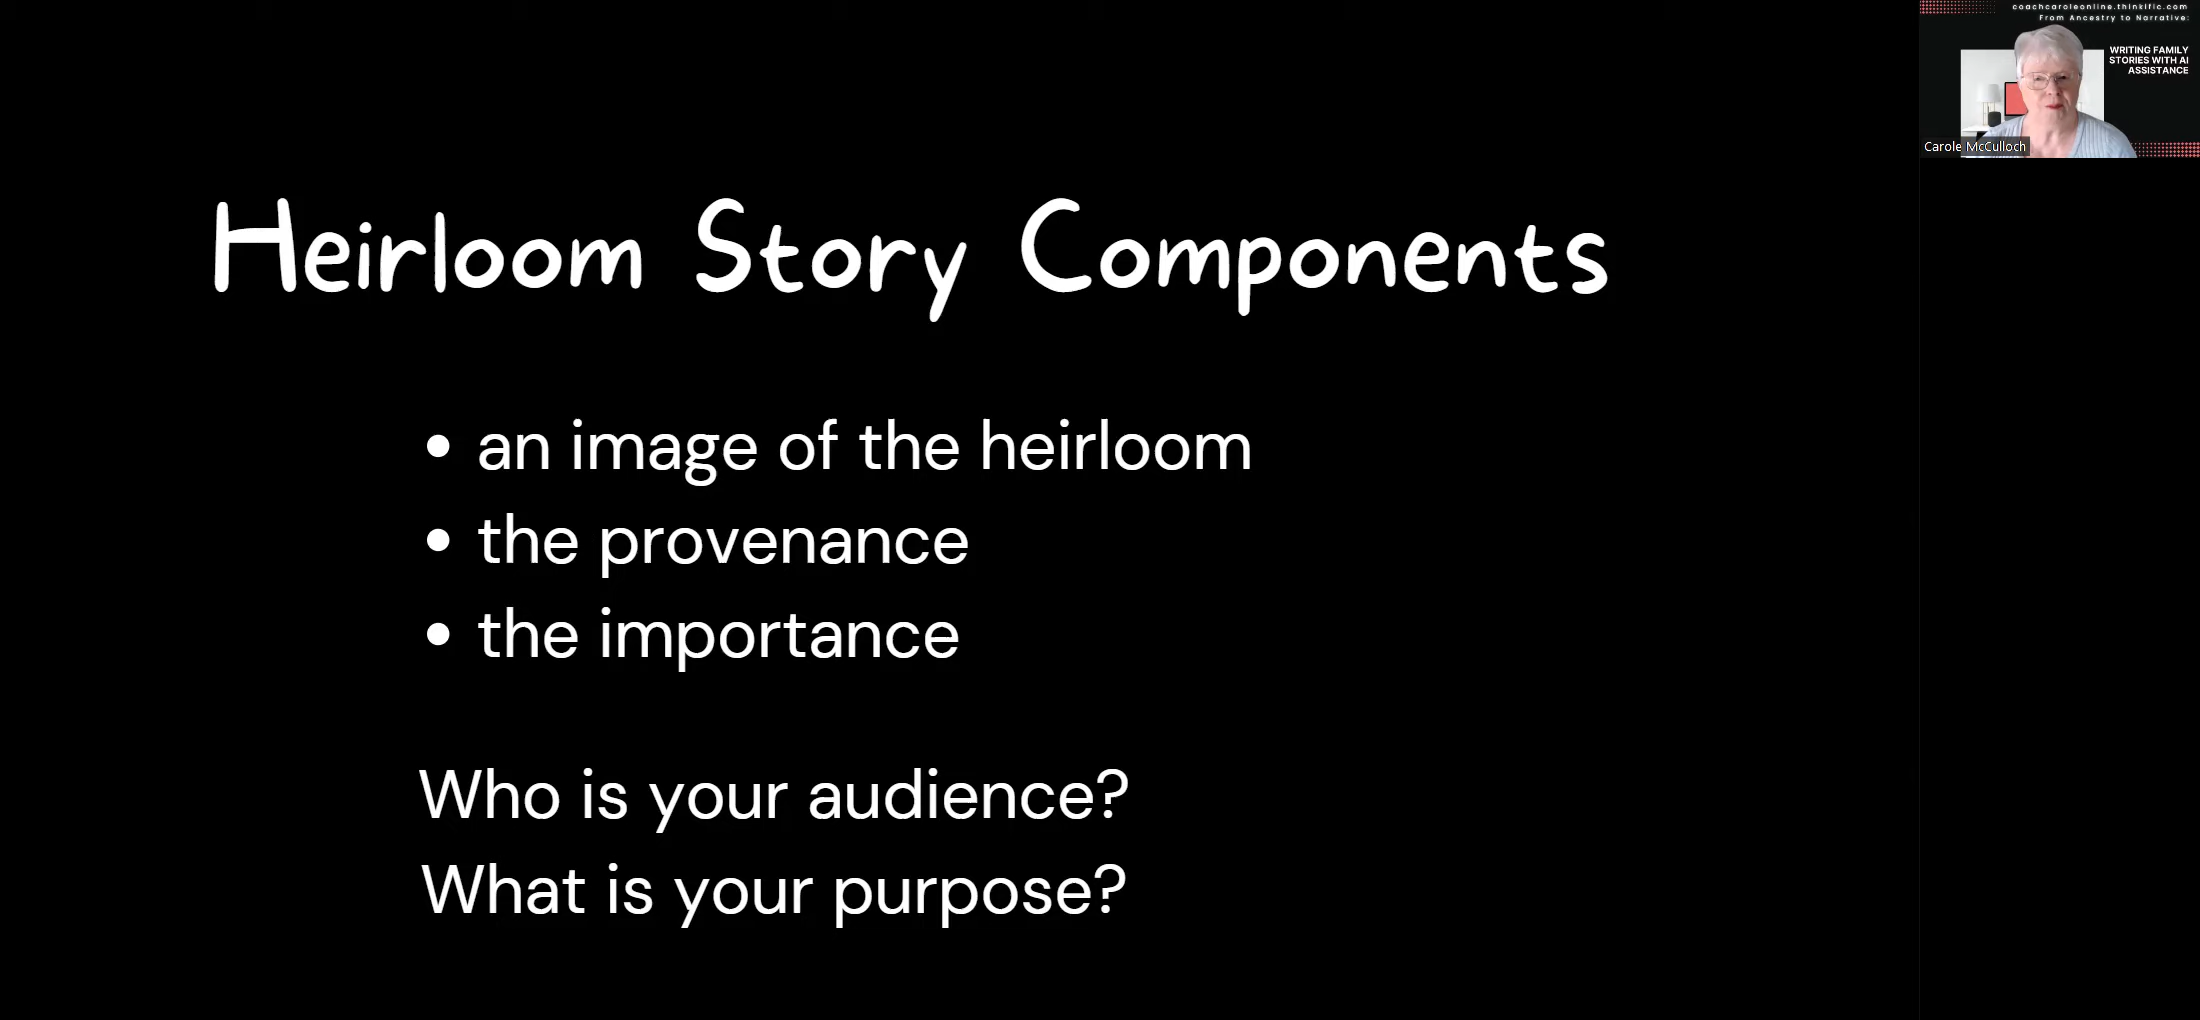 Heirloom Story Components
• an image of the heirloom
• the provenance
• the importance
Who is your audience?
What is your purpose?
coachcaroleonline.thinkific.com
From Ancestry to Narrative:
WRITING FAMILY
STORIES WITH AI
ASSISTANCE
Carole McCulloch